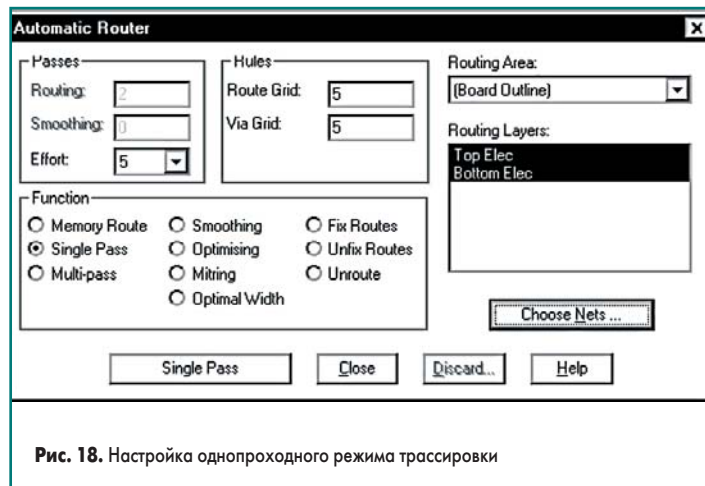 Automatic Router
Passes
Routing: 2
Smoothing: 0
Effort: 5
Rules
Route Grid: 5
Via Grid: 5
Routing Area:
(Board Outline)
Routing Layers:
Top Elec
Bottom Elec
Function
Memory Route
Single Pass
Multi-pass
Smoothing
Optimising
Mitring
Optimal Width
Fix Routes
Unfix Routes
Unroute
Choose Nets ...
Single Pass
Close
Discard...
Help
Рис. 18. Настройка однопроходного режима трассировки